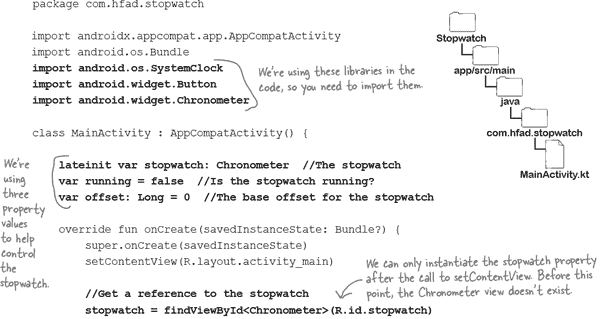 package com.hfad.stopwatch
import androidx.appcompat.app.AppCompatActivity
import android.os.Bundle
import android.os.SystemClock
import android.widget.Button
import android.widget.Chronometer
We're using these libraries in the
code, so you need to import them.
Stopwatch
app/src/main
java
com.hfad.stopwatch
MainActivity.kt
class MainActivity : AppCompatActivity() {
We're
using
three
property
values
to help
control
the
stopwatch.
lateinit var stopwatch: Chronometer //The stopwatch
var running = false //Is the stopwatch running?
var offset: Long = 0 //The base offset for the stopwatch
override fun onCreate(savedInstanceState: Bundle?) {
super.onCreate(savedInstanceState)
setContentView(R.layout.activity_main)
We can only instantiate the stopwatch property
after the call to setContentView. Before this
point, the Chronometer view doesn't exist.
//Get a reference to the stopwatch
stopwatch = findViewById<Chronometer>(R.id.stopwatch)